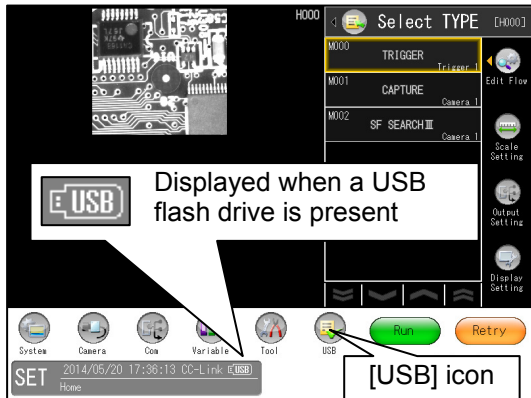 H000
Select TYPE
[H000]
M000
TRIGGER
Trigger 1
Edit Flow
M001
CAPTURE
Camera 1
M002
SF SEARCHⅢ
Camera 1
Scale
Setting
Output
Setting
Display
Setting
USB
Displayed when a USB
flash drive is present
System
Camera
Com
Variable
Tool
USB
Run
Retry
SET
2014/05/20 17:36:13 CC-Link USB
Home
[USB] icon